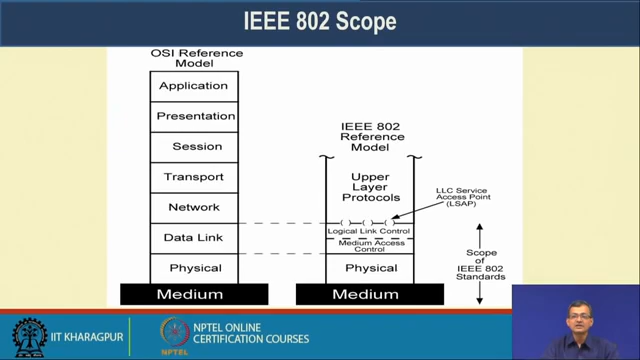 IEEE 802 Scope
OSI Reference
Model
Application
Presentation
Session
Transport
Network
Data Link
Physical
Medium
IEEE 802
Reference
Model
Upper
Layer
Protocols
LLC Service
Access Point
(LSAP)
Logical Link Control
Medium Access
Control
Physical
Medium
Scope
of
IEEE 802
Standards
IIT KHARAGPUR
NPTEL
NPTEL ONLINE
CERTIFICATION COURSES